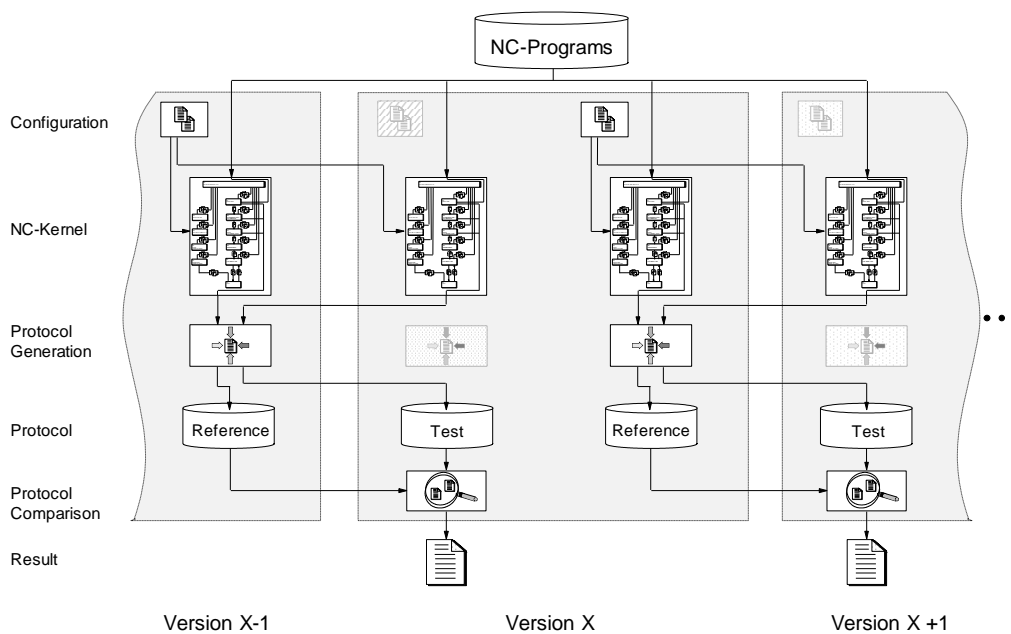 NC-Programs
Configuration
NC-Kernel
Protocol
Generation
Protocol
Reference
Test
Reference
Test
Protocol
Comparison
Result
Version X-1
Version X
Version X +1